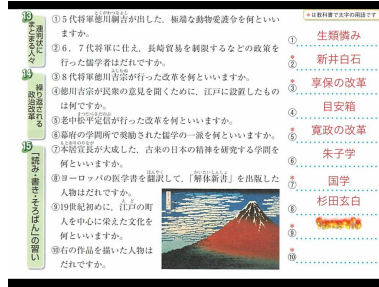 *は教科書で太字の用語です
13
連判状にまとまる人々
①5代将軍徳川綱吉が出した,極端な動物愛護令を何といいますか。
②6,7代将軍に仕え,長崎貿易を制限するなどの政策を行った儒学者はだれですか。
14
繰り返される政治改革
③8代将軍徳川吉宗が行った改革を何といいますか。
④徳川吉宗が民衆の意見を聞くために,江戸に設置したものは何ですか。
⑤老中松平定信が行った改革を何といいますか。
⑥幕府の学問所で奨励された儒学の一派を何といいますか。
15
「読み・書き・そろばん」の習い
⑦本居宣長が大成した,古来の日本の精神を研究する学問を何といいますか。
⑧ヨーロッパの医学書を翻訳して,「解体新書」を出版した人物はだれですか。
⑨19世紀初めに,江戸の町人を中心に栄えた文化を何といいますか。
⑩右の作品を描いた人物はだれですか。
① 生類憐み
② 新井白石
*③ 享保の改革
④ 目安箱
*⑤ 寛政の改革
⑥ 朱子学
*⑦ 国学
⑧ 杉田玄白
*⑨
*⑩